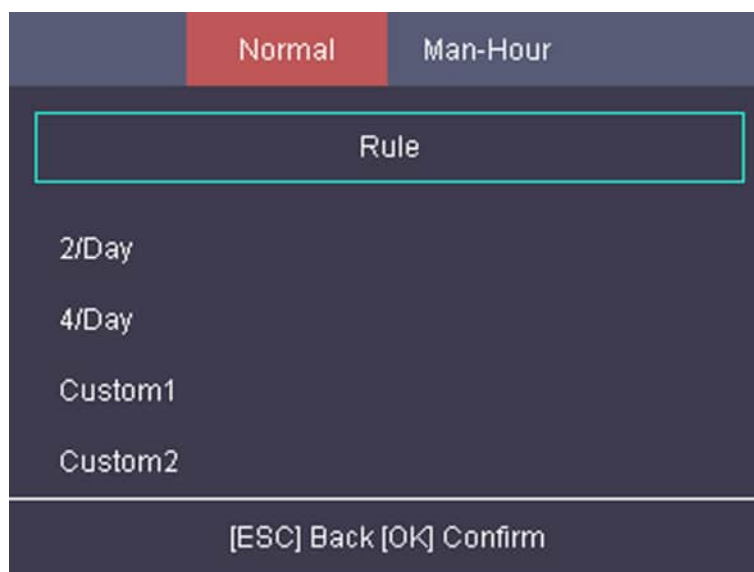 Normal Man-Hour
Rule
2/Day
4/Day
Custom1
Custom2
[ESC] Back [OK] Confirm